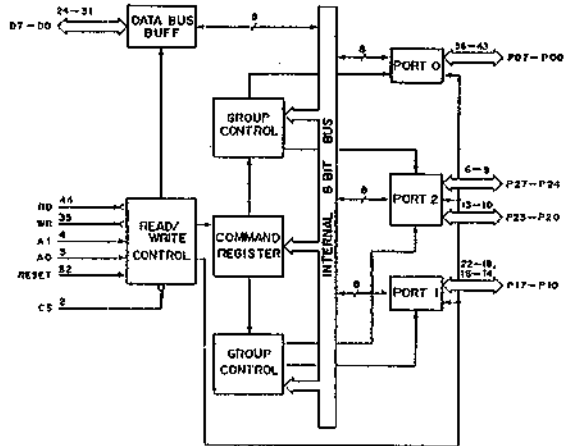 24-31
D7-D0
DATA BUS
BUFF
8
8
36-43
P07-P00
PORT 0
GROUP
CONTROL
INTERNAL 8 BIT BUS
6-9
P27-P24
PORT 2
8
13-10
P23-P20
RD 44
WR 35
A1 4
A0 3
RESET 32
CS 2
READ/
WRITE
CONTROL
COMMAND
REGISTER
22-18,
16-14
P17-P10
PORT 1
8
GROUP
CONTROL